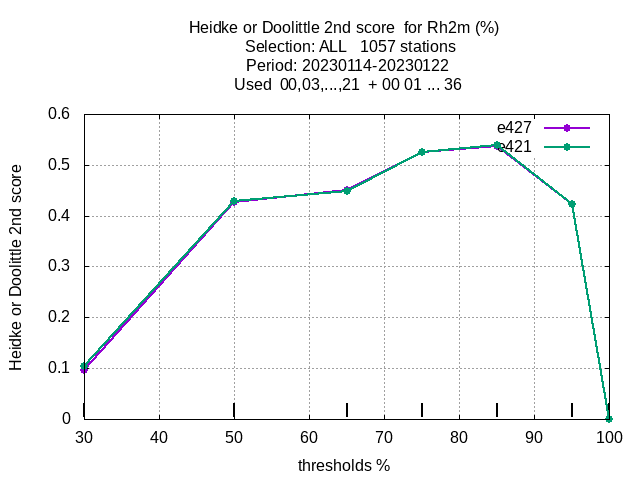 Heidke or Doolittle 2nd score  for Rh2m (%)
Selection: ALL   1057 stations
Period: 20230114-20230122
Used  00,03,...,21  + 00 01 ... 36
e427
e421
Heidke or Doolittle 2nd score
0.6
0.5
0.4
0.3
0.2
0.1
0
30 40 50 60 70 80 90 100
thresholds %